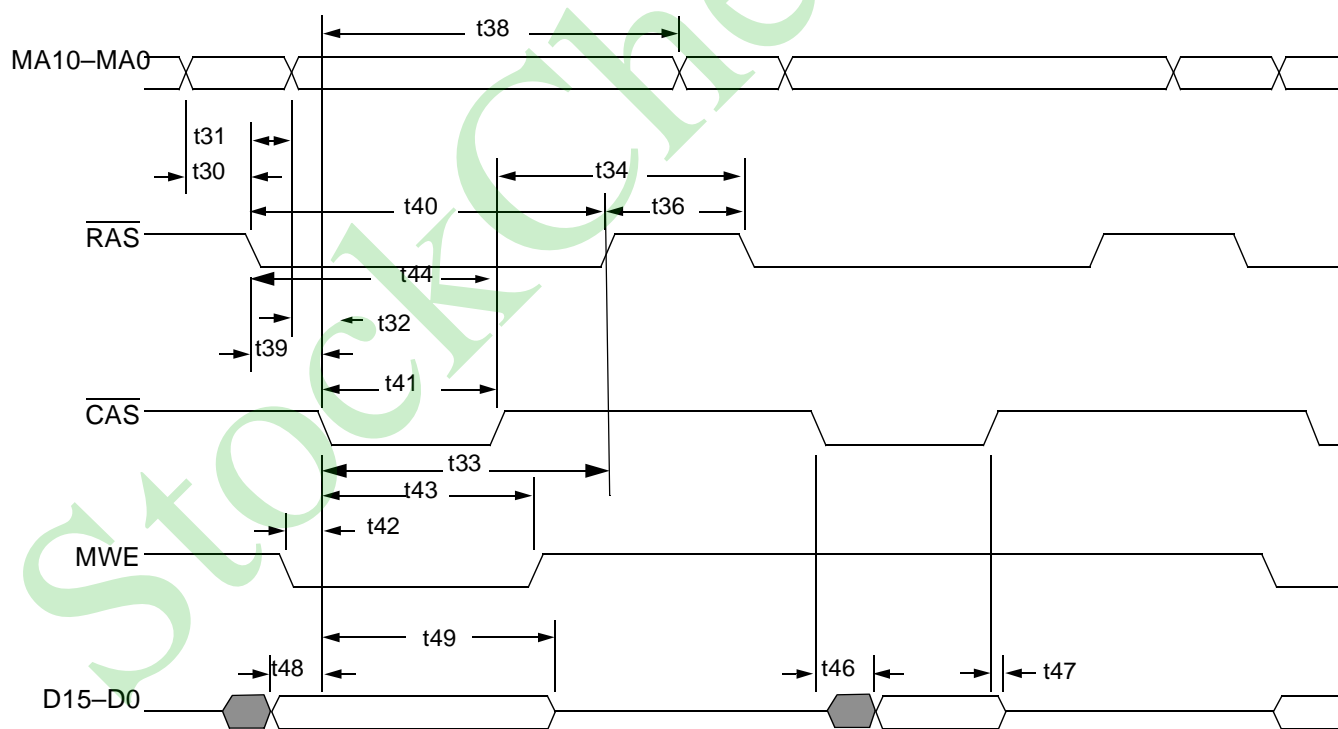 t38
MA10–MA0
t31
t30
t34
t40
t36
RAS
t44
t32
t39
t41
CAS
t33
t43
t42
MWE
t49
t48
t46
t47
D15–D0
StockChe